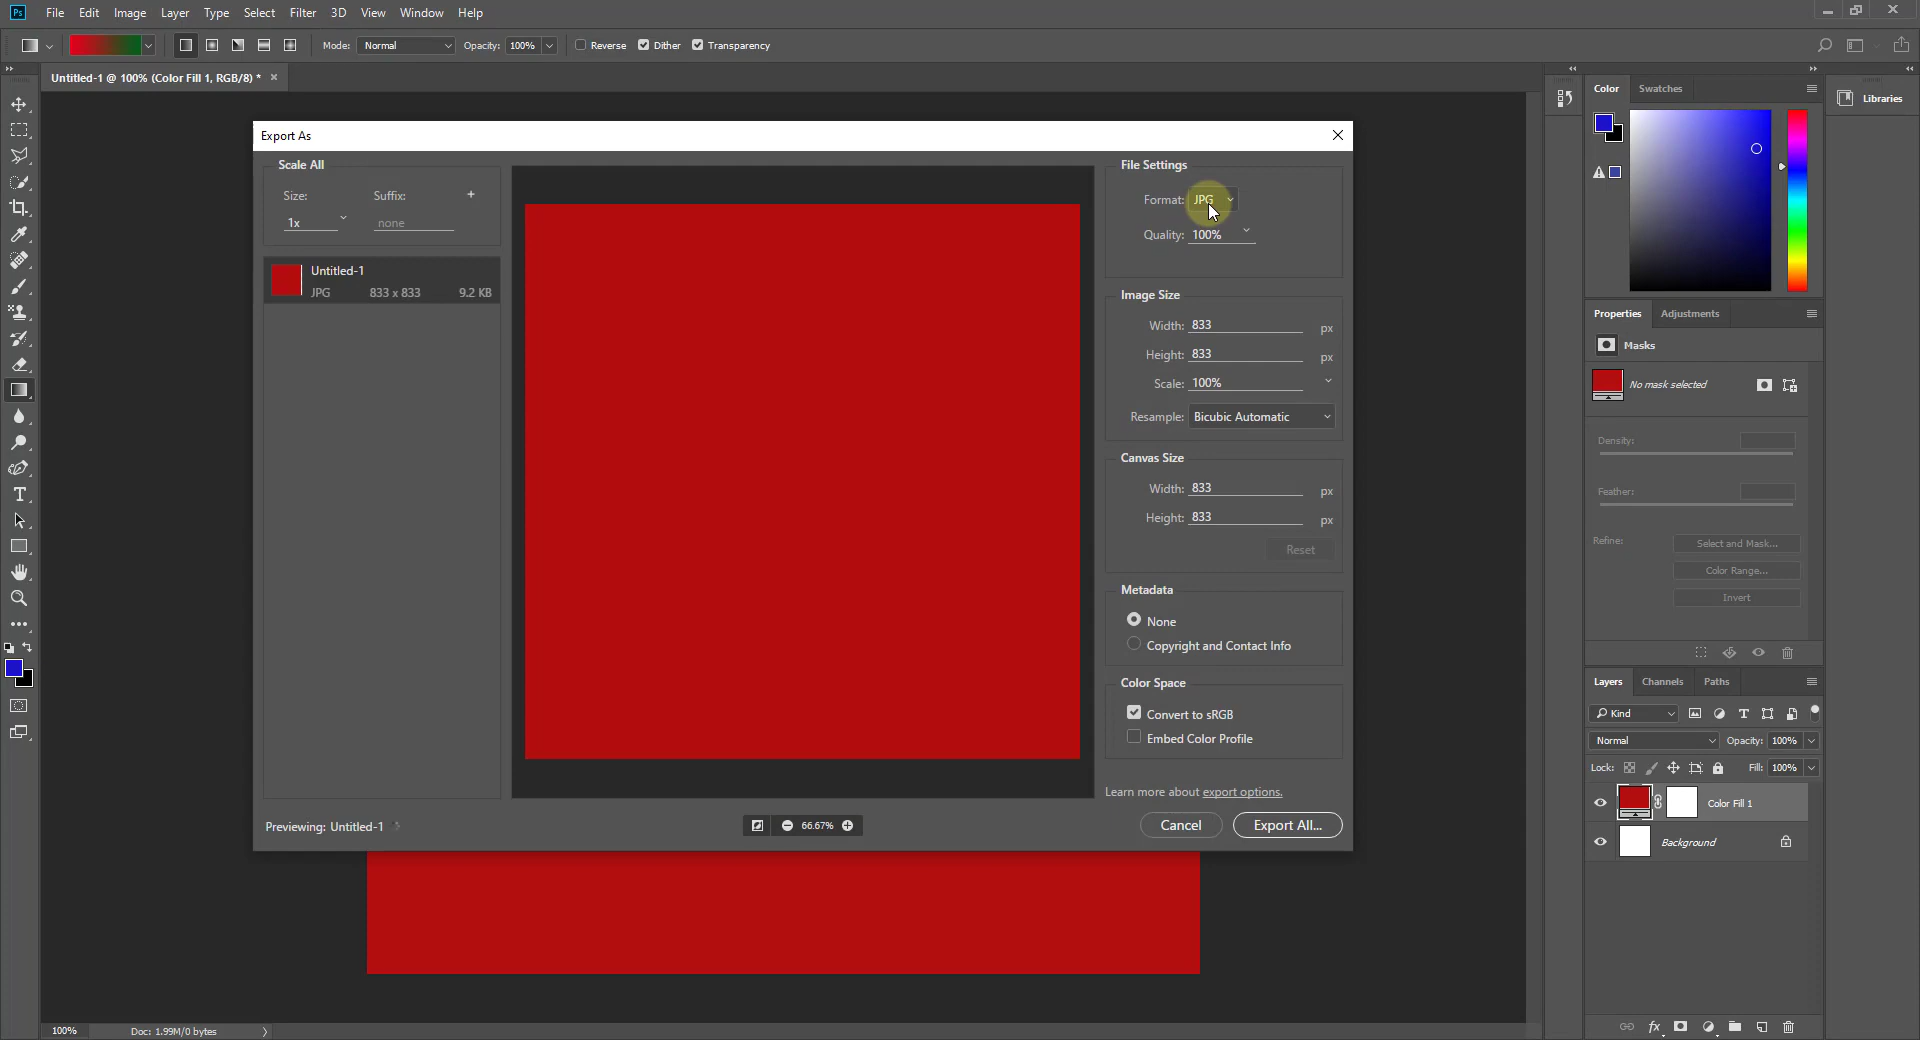 Ps File Edit Image Layer Type Select Filter 3D View Window Help
Mode: Normal Opacity: 100% Reverse Dither Transparency
Untitled-1 @ 100% (Color Fill 1, RGB/8) *
Export As
Scale All
Size: Suffix:
1x none
Untitled-1
JPG 833 x 833 9.2 KB
Previewing: Untitled-1
66.67%
File Settings
Format: JPG
Quality: 100%
Image Size
Width: 833 px
Height: 833 px
Scale: 100%
Resample: Bicubic Automatic
Canvas Size
Width: 833 px
Height: 833 px
Reset
Metadata
None
Copyright and Contact Info
Color Space
Convert to sRGB
Embed Color Profile
Learn more about export options.
Cancel Export All...
Color Swatches
Libraries
Properties Adjustments
Masks
No mask selected
Density:
Feather:
Refine: Select and Mask...
Color Range...
Invert
Layers Channels Paths
Kind
Normal Opacity: 100%
Lock: Fill: 100%
Color Fill 1
Background
fx
100% Doc: 1.99M/0 bytes